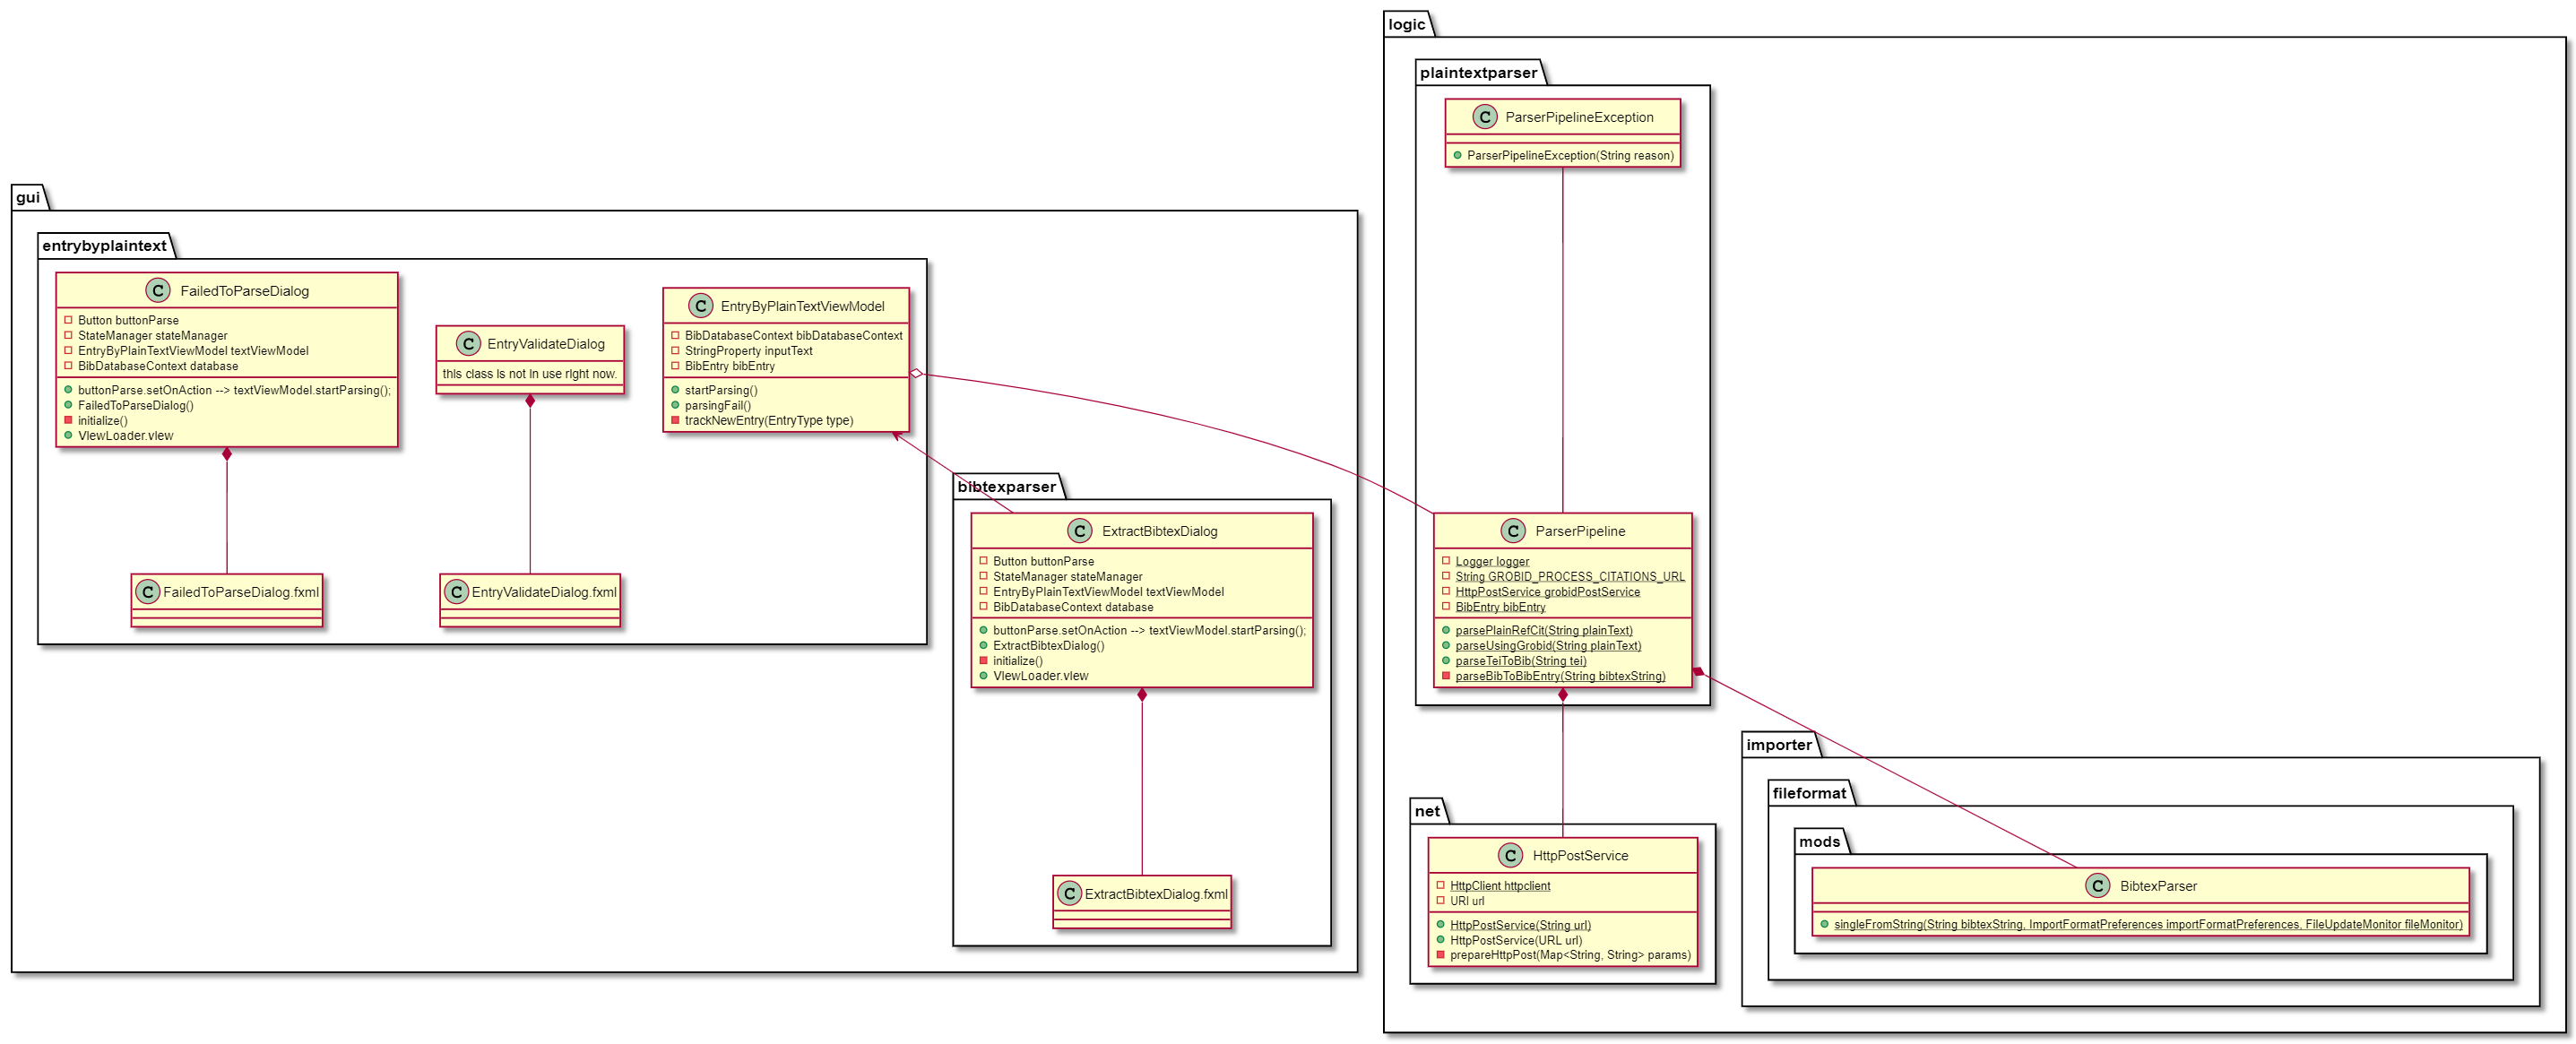 logic
plaintextparser
C ParserPipelineException
ParserPipelineException(String reason)
gui
entrybyplaintext
C FailedToParseDialog
Button buttonParse
StateManager stateManager
EntryByPlainTextViewModel textViewModel
BibDatabaseContext database
buttonParse.setOnAction --> textViewModel.startParsing();
FailedToParseDialog()
initialize()
ViewLoader.view
C EntryValidateDialog
this class is not in use right now.
C EntryByPlainTextViewModel
BibDatabaseContext bibDatabaseContext
StringProperty inputText
BibEntry bibEntry
startParsing()
parsingFail()
trackNewEntry(EntryType type)
C FailedToParseDialog.fxml
C EntryValidateDialog.fxml
bibtexparser
C ExtractBibtexDialog
Button buttonParse
StateManager stateManager
EntryByPlainTextViewModel textViewModel
BibDatabaseContext database
buttonParse.setOnAction --> textViewModel.startParsing();
ExtractBibtexDialog()
initialize()
ViewLoader.view
C ExtractBibtexDialog.fxml
C ParserPipeline
Logger logger
String GROBID_PROCESS_CITATIONS_URL
HttpPostService grobidPostService
BibEntry bibEntry
parsePlainRefCit(String plainText)
parseUsingGrobid(String plainText)
parseTeiToBib(String tei)
parseBibToBibEntry(String bibtexString)
net
C HttpPostService
HttpClient httpclient
URI url
HttpPostService(String url)
HttpPostService(URL url)
prepareHttpPost(Map<String, String> params)
importer
fileformat
mods
C BibtexParser
singleFromString(String bibtexString, ImportFormatPreferences importFormatPreferences, FileUpdateMonitor fileMonitor)